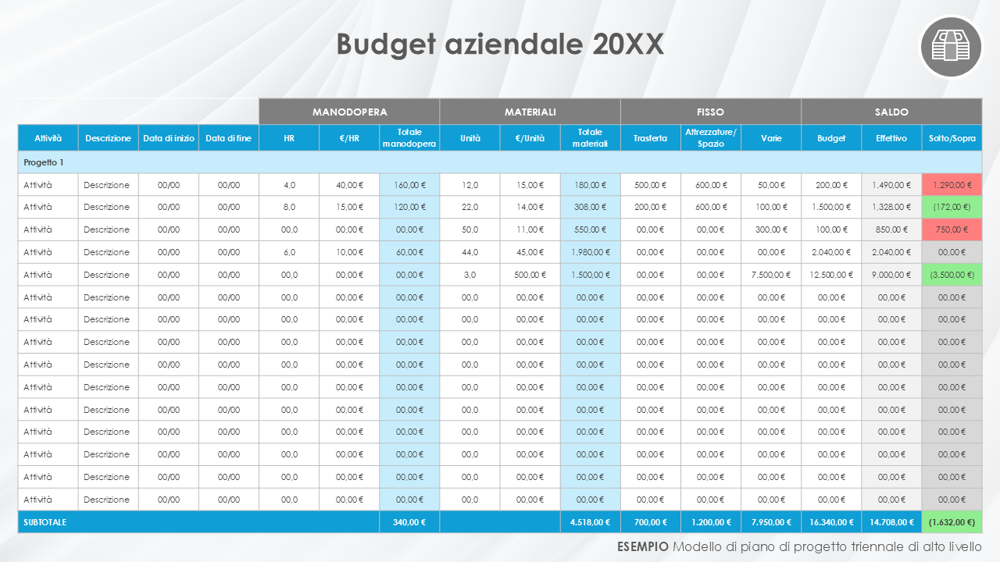 Budget aziendale 20XX
MANODOPERA MATERIALI FISSO SALDO
Attività Descrizione Data di inizio Data di fine HR €/HR Totale manodopera Unità €/Unità Totale materiali Trasferta Attrezzature/ Spazio Varie Budget Effettivo Sotto/Sopra
Progetto 1
Attività Descrizione 00/00 00/00 4,0 40,00 € 160,00 € 12,0 15,00 € 180,00 € 500,00 € 600,00 € 50,00 € 200,00 € 1.490,00 € 1.290,00 €
Attività Descrizione 00/00 00/00 8,0 15,00 € 120,00 € 22,0 14,00 € 308,00 € 200,00 € 600,00 € 100,00 € 1.500,00 € 1,328.00 € (172,00 €)
Attività Descrizione 00/00 00/00 00,0 00,00 € 00,00 € 50,0 11,00 € 550,00 € 00,00 € 00,00 € 300,00 € 100,00 € 850,00 € 750,00 €
Attività Descrizione 00/00 00/00 6,0 10,00 € 60,00 € 44,0 45,00 € 1.980,00 € 00,00 € 00,00 € 00,00 € 2.040,00 € 2.040,00 € 00,00 €
Attività Descrizione 00/00 00/00 00,0 00,00 € 00,00 € 3,0 500,00 € 1.500,00 € 00,00 € 00,00 € 7.500,00 € 12.500,00 € 9.000,00 € (3.500,00 €)
Attività Descrizione 00/00 00/00 00,0 00,00 € 00,00 € 00,0 00,00 € 00,00 € 00,00 € 00,00 € 00,00 € 00,00 € 00,00 € 00,00 €
Attività Descrizione 00/00 00/00 00,0 00,00 € 00,00 € 00,0 00,00 € 00,00 € 00,00 € 00,00 € 00,00 € 00,00 € 00,00 € 00,00 €
Attività Descrizione 00/00 00/00 00,0 00,00 € 00,00 € 00,0 00,00 € 00,00 € 00,00 € 00,00 € 00,00 € 00,00 € 00,00 € 00,00 €
Attività Descrizione 00/00 00/00 00,0 00,00 € 00,00 € 00,0 00,00 € 00,00 € 00,00 € 00,00 € 00,00 € 00,00 € 00,00 € 00,00 €
Attività Descrizione 00/00 00/00 00,0 00,00 € 00,00 € 00,0 00,00 € 00,00 € 00,00 € 00,00 € 00,00 € 00,00 € 00,00 € 00,00 €
Attività Descrizione 00/00 00/00 00,0 00,00 € 00,00 € 00,0 00,00 € 00,00 € 00,00 € 00,00 € 00,00 € 00,00 € 00,00 € 00,00 €
Attività Descrizione 00/00 00/00 00,0 00,00 € 00,00 € 00,0 00,00 € 00,00 € 00,00 € 00,00 € 00,00 € 00,00 € 00,00 € 00,00 €
Attività Descrizione 00/00 00/00 00,0 00,00 € 00,00 € 00,0 00,00 € 00,00 € 00,00 € 00,00 € 00,00 € 00,00 € 00,00 € 00,00 €
Attività Descrizione 00/00 00/00 00,0 00,00 € 00,00 € 00,0 00,00 € 00,00 € 00,00 € 00,00 € 00,00 € 00,00 € 00,00 € 00,00 €
Attività Descrizione 00/00 00/00 00,0 00,00 € 00,00 € 00,0 00,00 € 00,00 € 00,00 € 00,00 € 00,00 € 00,00 € 00,00 € 00,00 €
SUBTOTALE 340,00 € 4.518,00 € 700,00 € 1.200,00 € 7.950,00 € 16.340,00 € 14.708,00 € (1.632,00 €)
ESEMPIO Modello di piano di progetto triennale di alto livello